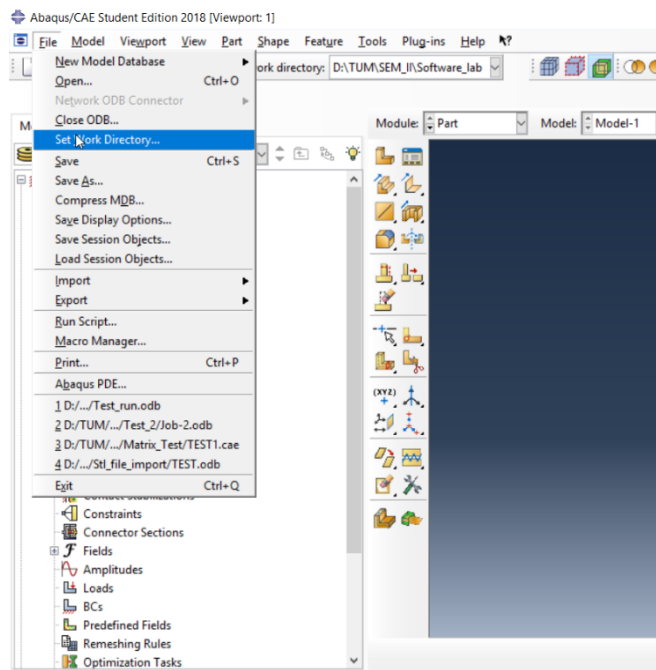 Abaqus/CAE Student Edition 2018 [Viewport: 1]
File Model Viewport View Part Shape Feature Tools Plug-ins Help
New Model Database
ork directory: D:\TUM\SEM_II\Software_lab
Open... Ctrl+O
Network ODB Connector
Close ODB...
Module: Part Model: Model-1
Set Work Directory...
Save Ctrl+S
Save As...
Compress MDB...
Save Display Options...
Save Session Objects...
Load Session Objects...
Import
Export
Run Script...
Macro Manager...
Print... Ctrl+P
Abaqus PDE...
1 D:/.../Test_run.odb
2 D:/TUM/.../Test_2/Job-2.odb
3 D:/TUM/.../Matrix_Test/TEST1.cae
4 D:/.../Stl_file_import/TEST.odb
Exit Ctrl+Q
(XYZ)
Contact Stabilizations
Constraints
Connector Sections
Fields
Amplitudes
Loads
BCs
Predefined Fields
Remeshing Rules
Optimization Tasks